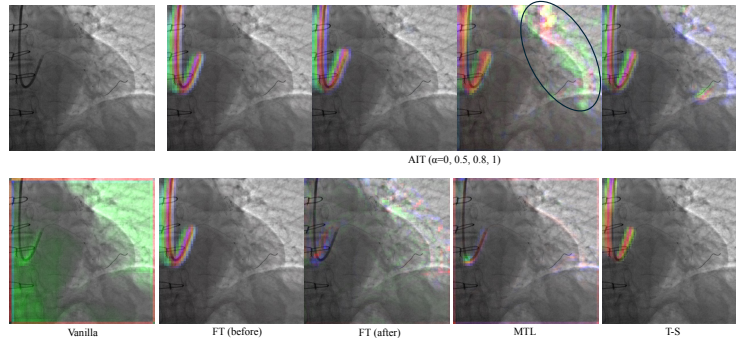 AIT (α=0, 0.5, 0.8, 1)
Vanilla
FT (before)
FT (after)
MTL
T-S